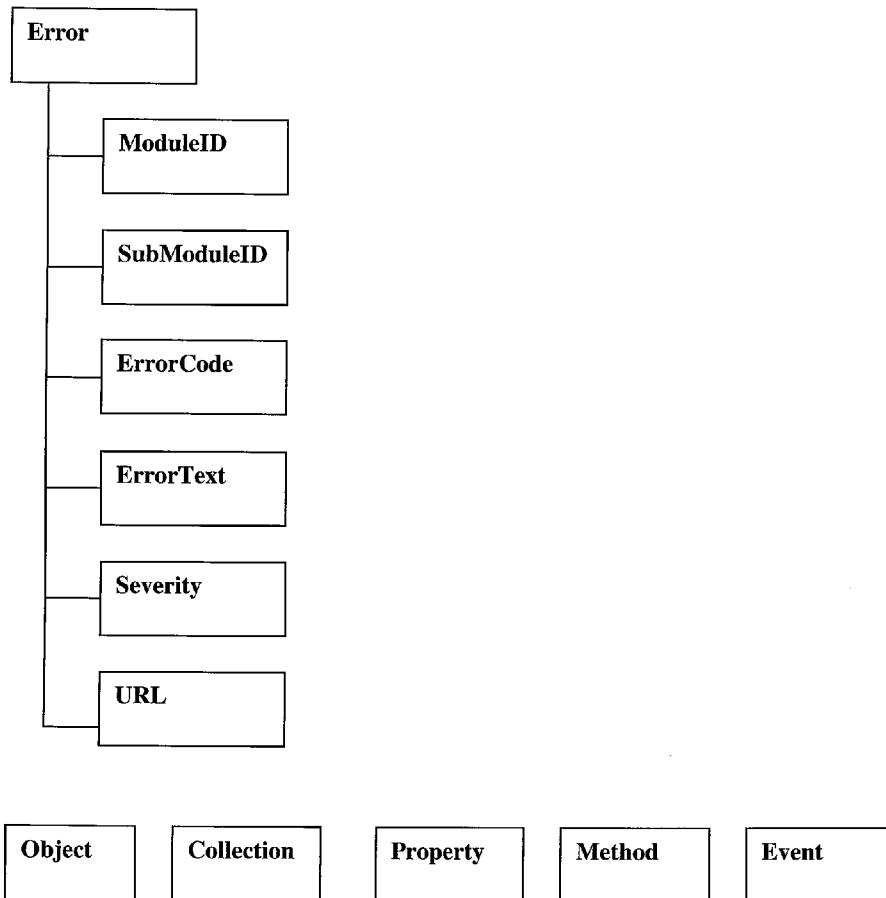 Error
ModuleID
SubModuleID
ErrorCode
ErrorText
Severity
URL
Object Collection Property Method Event